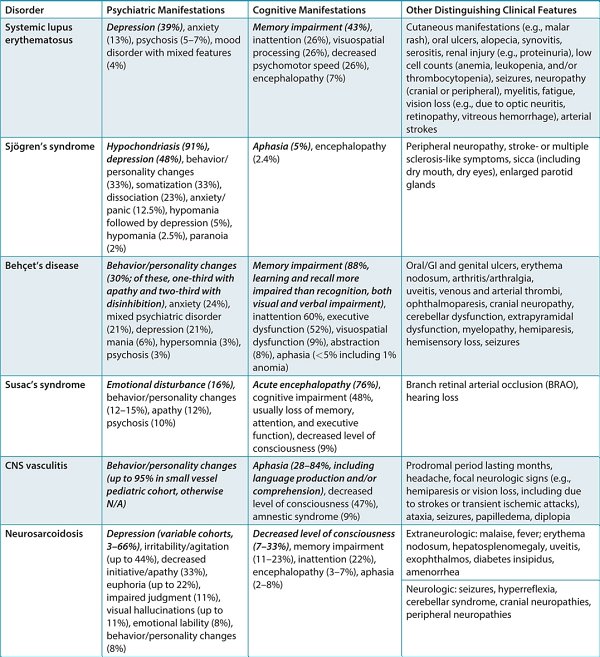 Disorder
Psychiatric Manifestations
Cognitive Manifestations
Other Distinguishing Clinical Features
Systemic lupus
erythematosus
Depression (39%), anxiety
(13%), psychosis (5–7%), mood
disorder with mixed features
(4%)
Memory impairment (43%),
inattention (26%), visuospatial
processing (26%), decreased
psychomotor speed (26%),
encephalopathy (7%)
Cutaneous manifestations (e.g., malar
rash), oral ulcers, alopecia, synovitis,
serositis, renal injury (e.g., proteinuria), low
cell counts (anemia, leukopenia, and/or
thrombocytopenia), seizures, neuropathy
(cranial or peripheral), myelitis, fatigue,
vision loss (e.g., due to optic neuritis,
retinopathy, vitreous hemorrhage), arterial
strokes
Sjögren's syndrome
Hypochondriasis (91%),
depression (48%), behavior/
personality changes
(33%), somatization (33%),
dissociation (23%), anxiety/
panic (12.5%), hypomania
followed by depression (5%),
hypomania (2.5%), paranoia
(2%)
Aphasia (5%), encephalopathy
(2.4%)
Peripheral neuropathy, stroke- or multiple
sclerosis-like symptoms, sicca (including
dry mouth, dry eyes), enlarged parotid
glands
Behçet's disease
Behavior/personality changes
(30%; of these, one-third with
apathy and two-third with
disinhibition), anxiety (24%),
mixed psychiatric disorder
(21%), depression (21%),
mania (6%), hypersomnia (3%),
psychosis (3%)
Memory impairment (88%,
learning and recall more
impaired than recognition, both
visual and verbal impairment),
inattention 60%, executive
dysfunction (52%), visuospatial
dysfunction (9%), abstraction
(8%), aphasia (<5% including 1%
anomia)
Oral/GI and genital ulcers, erythema
nodosum, arthritis/arthralgia,
uveitis, venous and arterial thrombi,
ophthalmoparesis, cranial neuropathy,
cerebellar dysfunction, extrapyramidal
dysfunction, myelopathy, hemiparesis,
hemisensory loss, seizures
Susac's syndrome
Emotional disturbance (16%),
behavior/personality changes
(12–15%), apathy (12%),
psychosis (10%)
Acute encephalopathy (76%),
cognitive impairment (48%,
usually loss of memory,
attention, and executive
function), decreased level of
consciousness (9%)
Branch retinal arterial occlusion (BRAO),
hearing loss
CNS vasculitis
Behavior/personality changes
(up to 95% in small vessel
pediatric cohort, otherwise
N/A)
Aphasia (28–84%, including
language production and/or
comprehension), decreased
level of consciousness (47%),
amnestic syndrome (9%)
Prodromal period lasting months,
headache, focal neurologic signs (e.g.,
hemiparesis or vision loss, including due
to strokes or transient ischemic attacks),
ataxia, seizures, papilledema, diplopia
Neurosarcoidosis
Depression (variable cohorts,
3–66%), irritability/agitation
(up to 44%), decreased
initiative/apathy (33%),
euphoria (up to 22%),
impaired judgment (11%),
visual hallucinations (up to
11%), emotional lability (8%),
behavior/personality changes
(8%)
Decreased level of consciousness
(7–33%), memory impairment
(11–23%), inattention (22%),
encephalopathy (3–7%), aphasia
(2–8%)
Extraneurologic: malaise, fever; erythema
nodosum, hepatosplenomegaly, uveitis,
exophthalmos, diabetes insipidus,
amenorrhea
Neurologic: seizures, hyperreflexia,
cerebellar syndrome, cranial neuropathies,
peripheral neuropathies